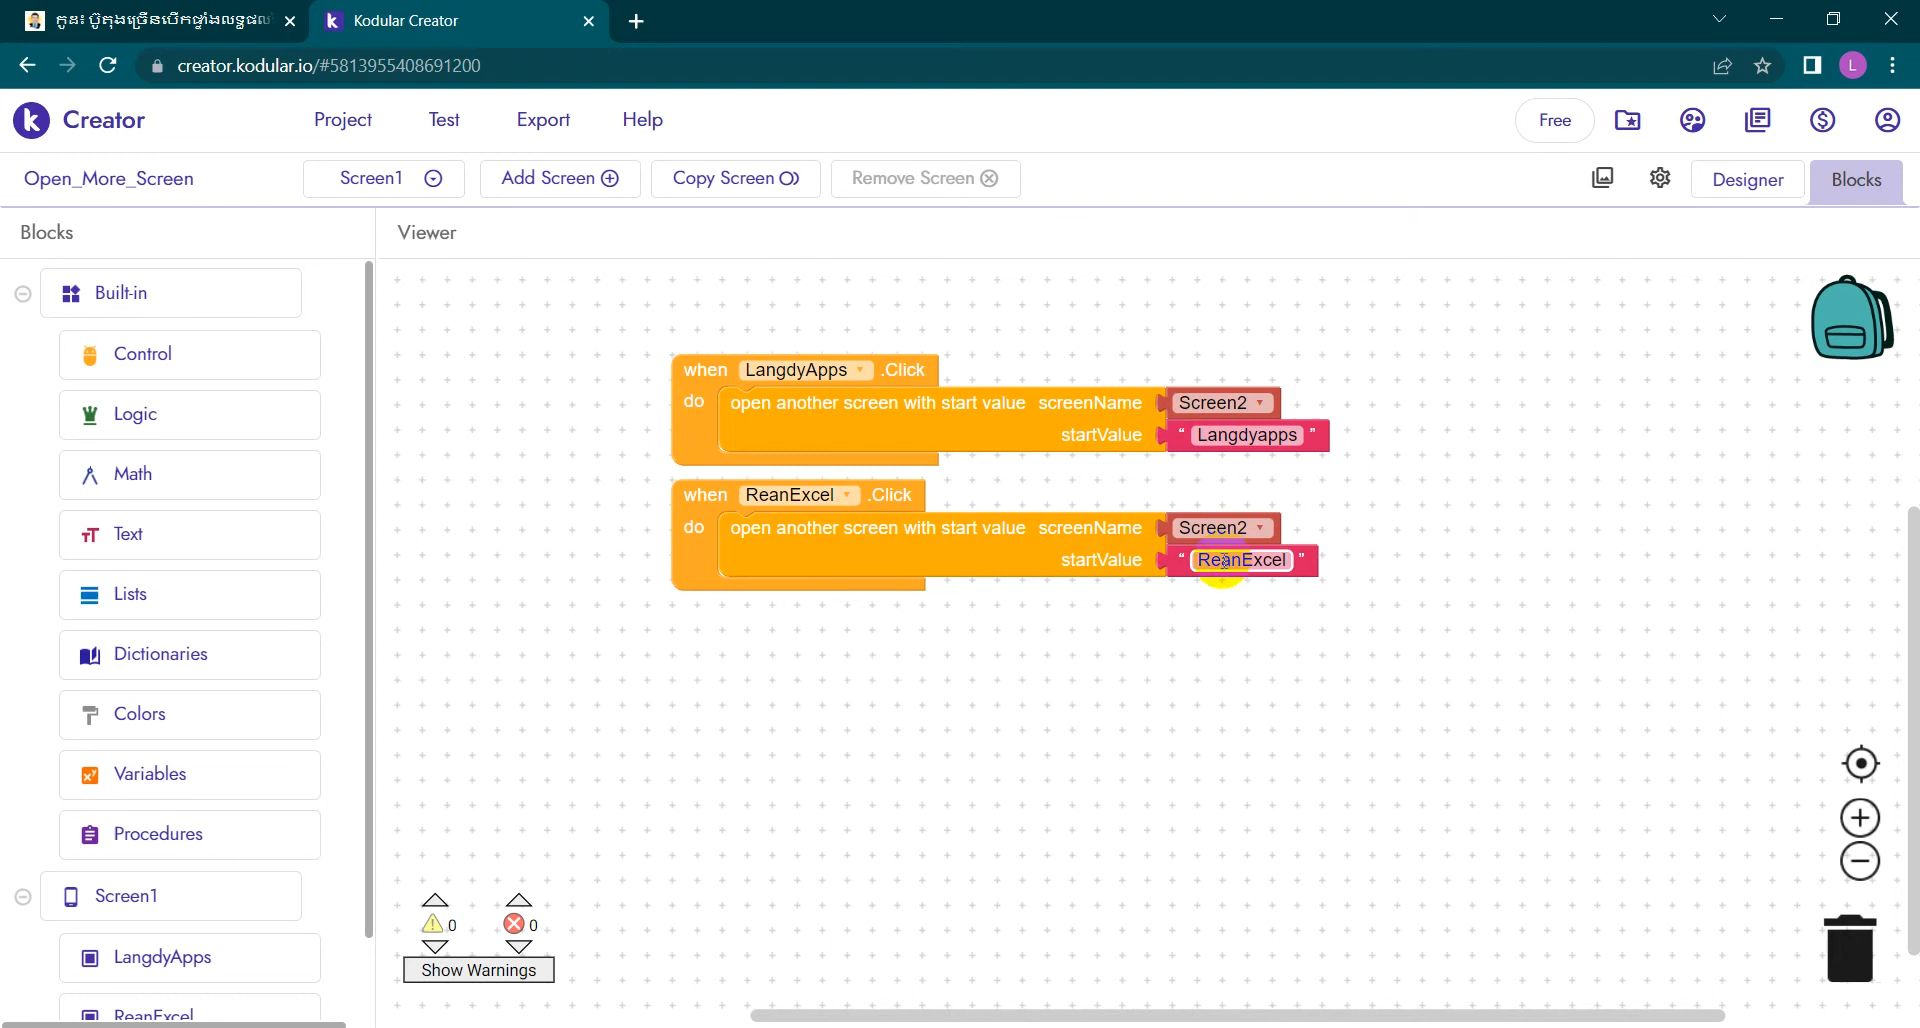 Kodular Creator
creator.kodular.io/#5813955408691200
L
Creator
Project
Test
Export
Help
Free
Open_More_Screen
Screen1
Add Screen
Copy Screen
Remove Screen
Designer
Blocks
Blocks
Viewer
Built-in
Control
Logic
Math
Text
Lists
Dictionaries
Colors
Variables
Procedures
Screen1
LangdyApps
ReanExcel
when LangdyApps .Click
do open another screen with start value screenName Screen2
startValue " Langdyapps "
when ReanExcel .Click
do open another screen with start value screenName Screen2
startValue " ReanExcel "
0 0
Show Warnings